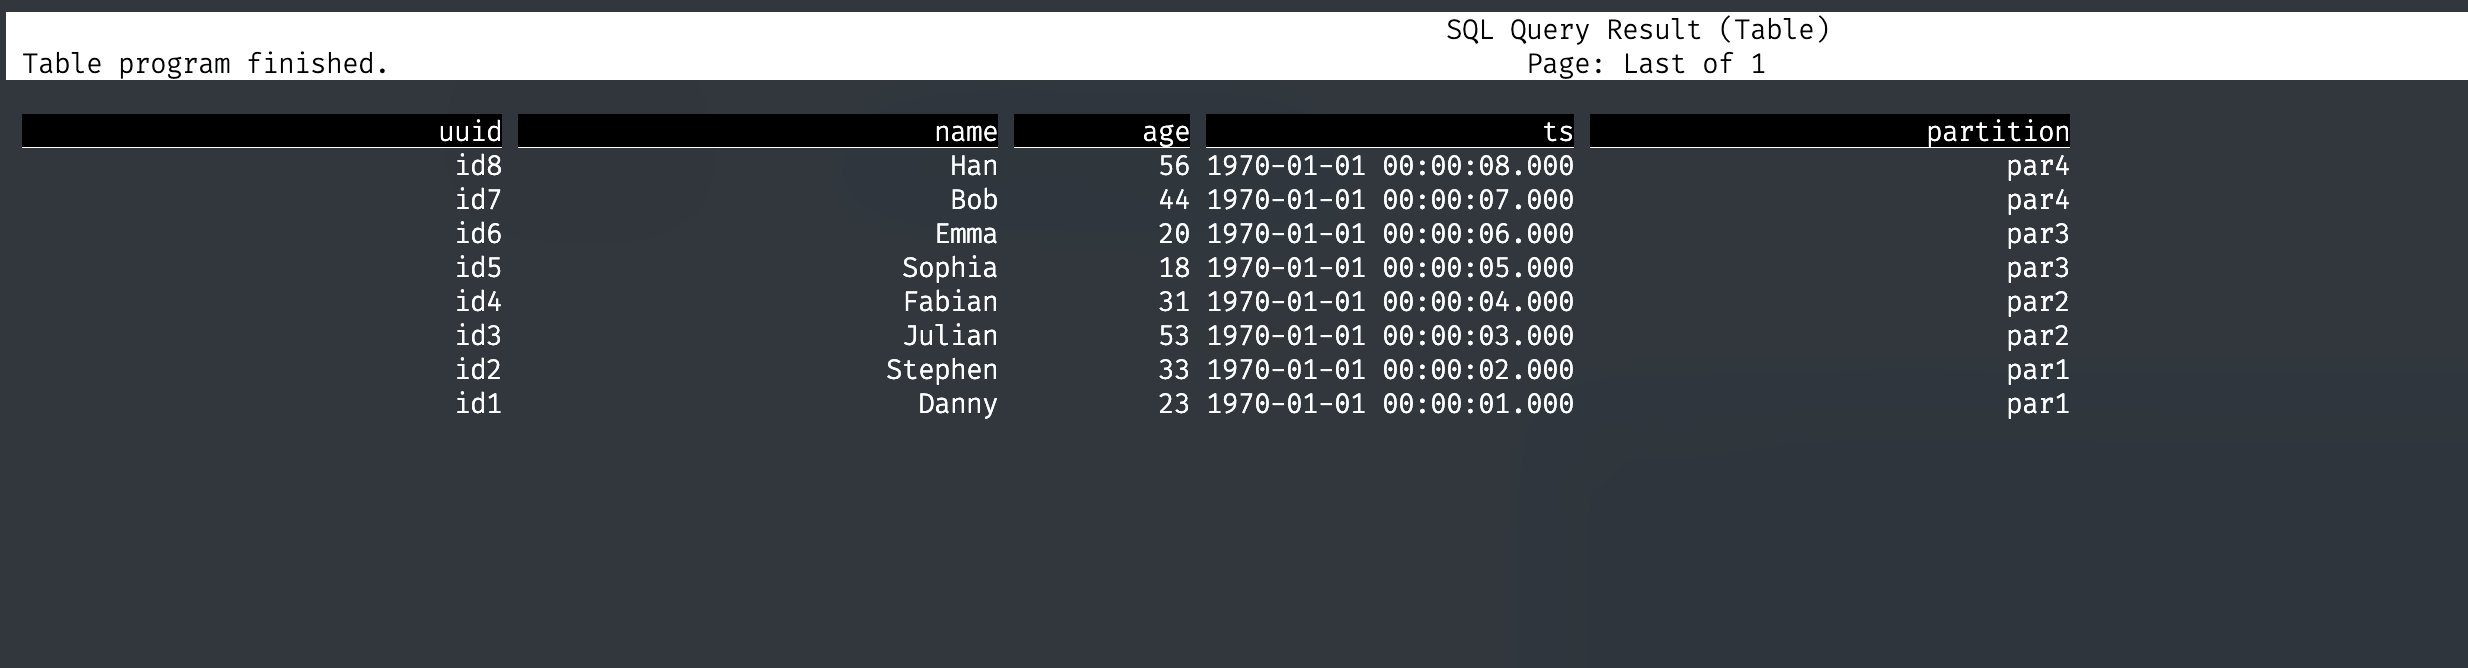 SQL Query Result (Table)
Table program finished. Page: Last of 1
uuid name age ts partition
id8 Han 56 1970-01-01 00:00:08.000 par4
id7 Bob 44 1970-01-01 00:00:07.000 par4
id6 Emma 20 1970-01-01 00:00:06.000 par3
id5 Sophia 18 1970-01-01 00:00:05.000 par3
id4 Fabian 31 1970-01-01 00:00:04.000 par2
id3 Julian 53 1970-01-01 00:00:03.000 par2
id2 Stephen 33 1970-01-01 00:00:02.000 par1
id1 Danny 23 1970-01-01 00:00:01.000 par1